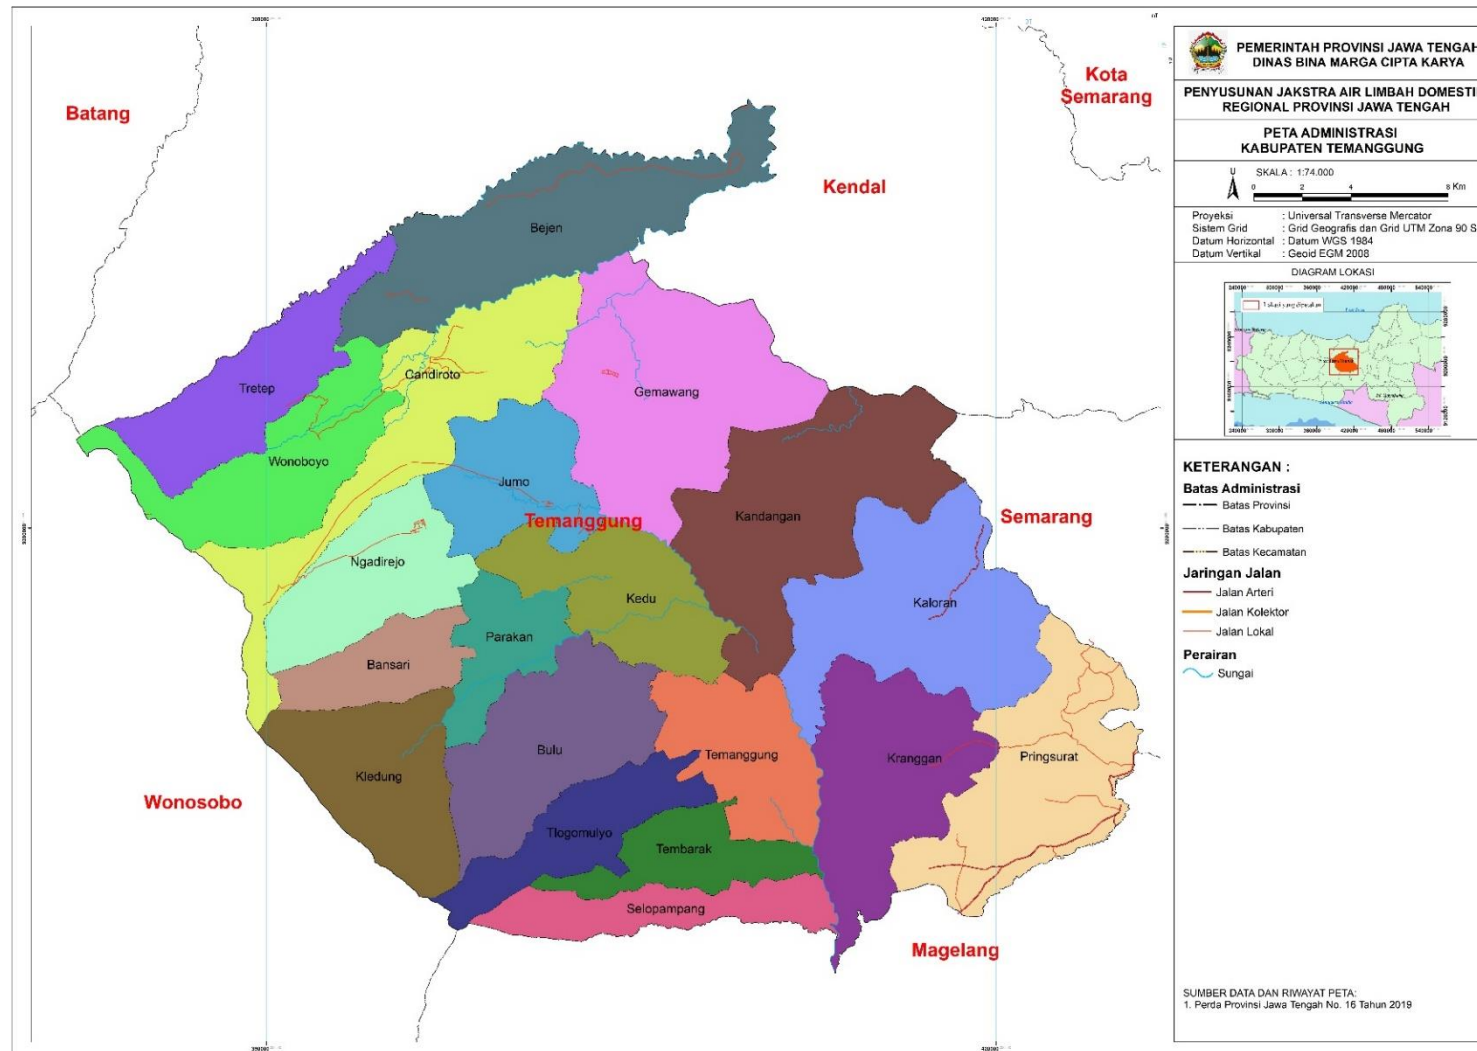 Batang
Kota
Semarang
Kendal
Bejen
Tretep
Candiroto
Gemawang
Wonoboyo
Jumo
Temanggung
Kandangan
Semarang
Ngadirejo
Kedu
Kaloran
Parakan
Bansari
Bulu
Temanggung
Kranggan
Pringsurat
Kledung
Wonosobo
Tlogomulyo
Tembarak
Selopampang
Magelang
PEMERINTAH PROVINSI JAWA TENGAH
DINAS BINA MARGA CIPTA KARYA
PENYUSUNAN JAKSTRA AIR LIMBAH DOMESTI
REGIONAL PROVINSI JAWA TENGAH
PETA ADMINISTRASI
KABUPATEN TEMANGGUNG
U
SKALA : 1:74.000
0 2 4 8 Km
Proyeksi : Universal Transverse Mercator
Sistem Grid : Grid Geografis dan Grid UTM Zona 90 S
Datum Horizontal : Datum WGS 1984
Datum Vertikal : Geoid EGM 2008
DIAGRAM LOKASI
KETERANGAN :
Batas Administrasi
Batas Provinsi
Batas Kabupaten
Batas Kecamatan
Jaringan Jalan
Jalan Arteri
Jalan Kolektor
Jalan Lokal
Perairan
Sungai
SUMBER DATA DAN RIWAYAT PETA:
1. Perda Provinsi Jawa Tengah No. 16 Tahun 2019